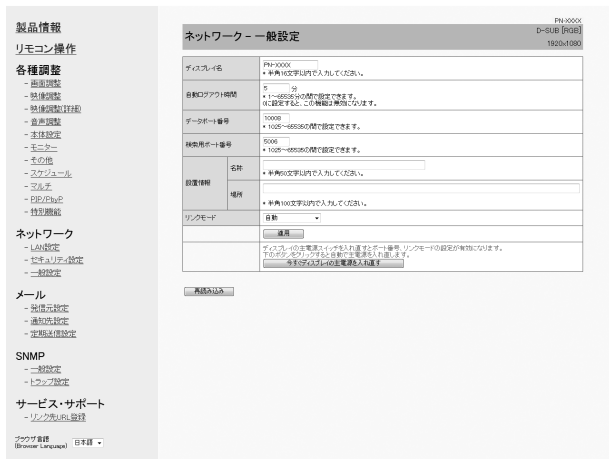 製品情報
リモコン操作
各種調整
- 画面調整
- 映像調整
- 映像調整(詳細)
- 音声調整
- 本体設定
- モニター
- その他
- スケジュール
- マルチ
- PIP/PbyP
- 特別機能
ネットワーク
- LAN設定
- セキュリティ設定
- 一般設定
メール
- 発信元設定
- 通知先設定
- 定期送信設定
SNMP
- 一般設定
- トラップ設定
サービス・サポート
- リンク先URL登録
ブラウザ言語
(Browser Language) 日本語
PN-XXXX
ネットワーク - 一般設定
D-SUB [RGB]
1920x1080
ディスプレイ名
PN-XXXX
* 半角16文字以内で入力してください。
自動ログアウト時間
5 分
* 1~65535分の間で設定できます。
0に設定すると、この機能は無効になります。
データポート番号
10008
* 1025~65535の間で設定できます。
検索用ポート番号
5006
* 1025~65535の間で設定できます。
設置情報
名称
* 半角50文字以内で入力してください。
場所
* 半角100文字以内で入力してください。
リンクモード
自動
適用
ディスプレイの主電源スイッチを入れ直すとポート番号、リンクモードの設定が有効になります。
下のボタンをクリックすると自動で主電源を入れ直します。
今すぐディスプレイの主電源を入れ直す
再読み込み